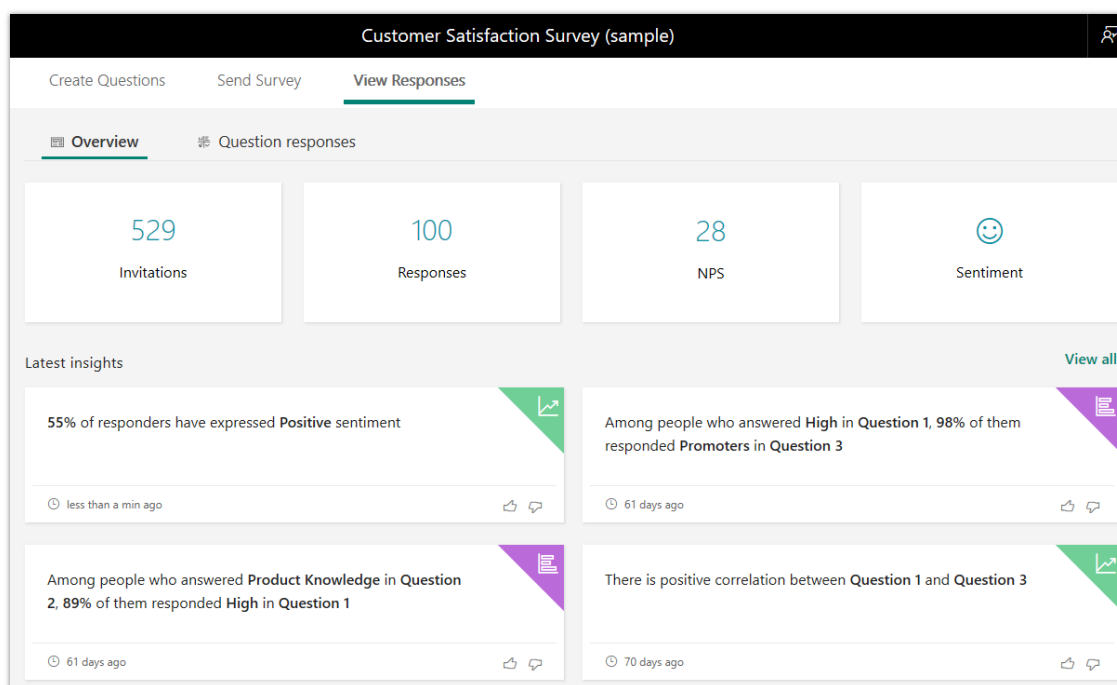 Customer Satisfaction Survey (sample)
Create Questions
Send Survey
View Responses
Overview
Question responses
529
Invitations
100
Responses
28
NPS
Sentiment
Latest insights
View all
55% of responders have expressed Positive sentiment
less than a min ago
Among people who answered High in Question 1, 98% of them
responded Promoters in Question 3
61 days ago
Among people who answered Product Knowledge in Question
2, 89% of them responded High in Question 1
61 days ago
There is positive correlation between Question 1 and Question 3
70 days ago